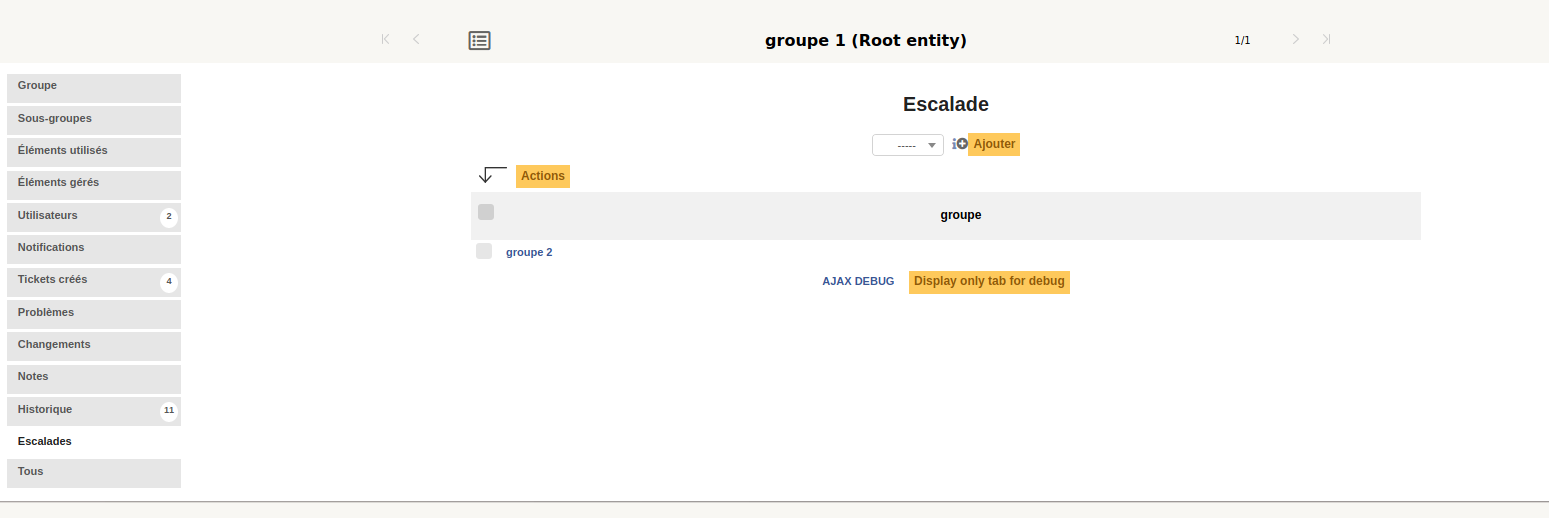 groupe 1 (Root entity)
1/1
Groupe
Sous-groupes
Éléments utilisés
Éléments gérés
Utilisateurs 2
Notifications
Tickets créés 4
Problèmes
Changements
Notes
Historique 11
Escalades
Tous
Escalade
----- Ajouter
Actions
groupe
groupe 2
AJAX DEBUG Display only tab for debug